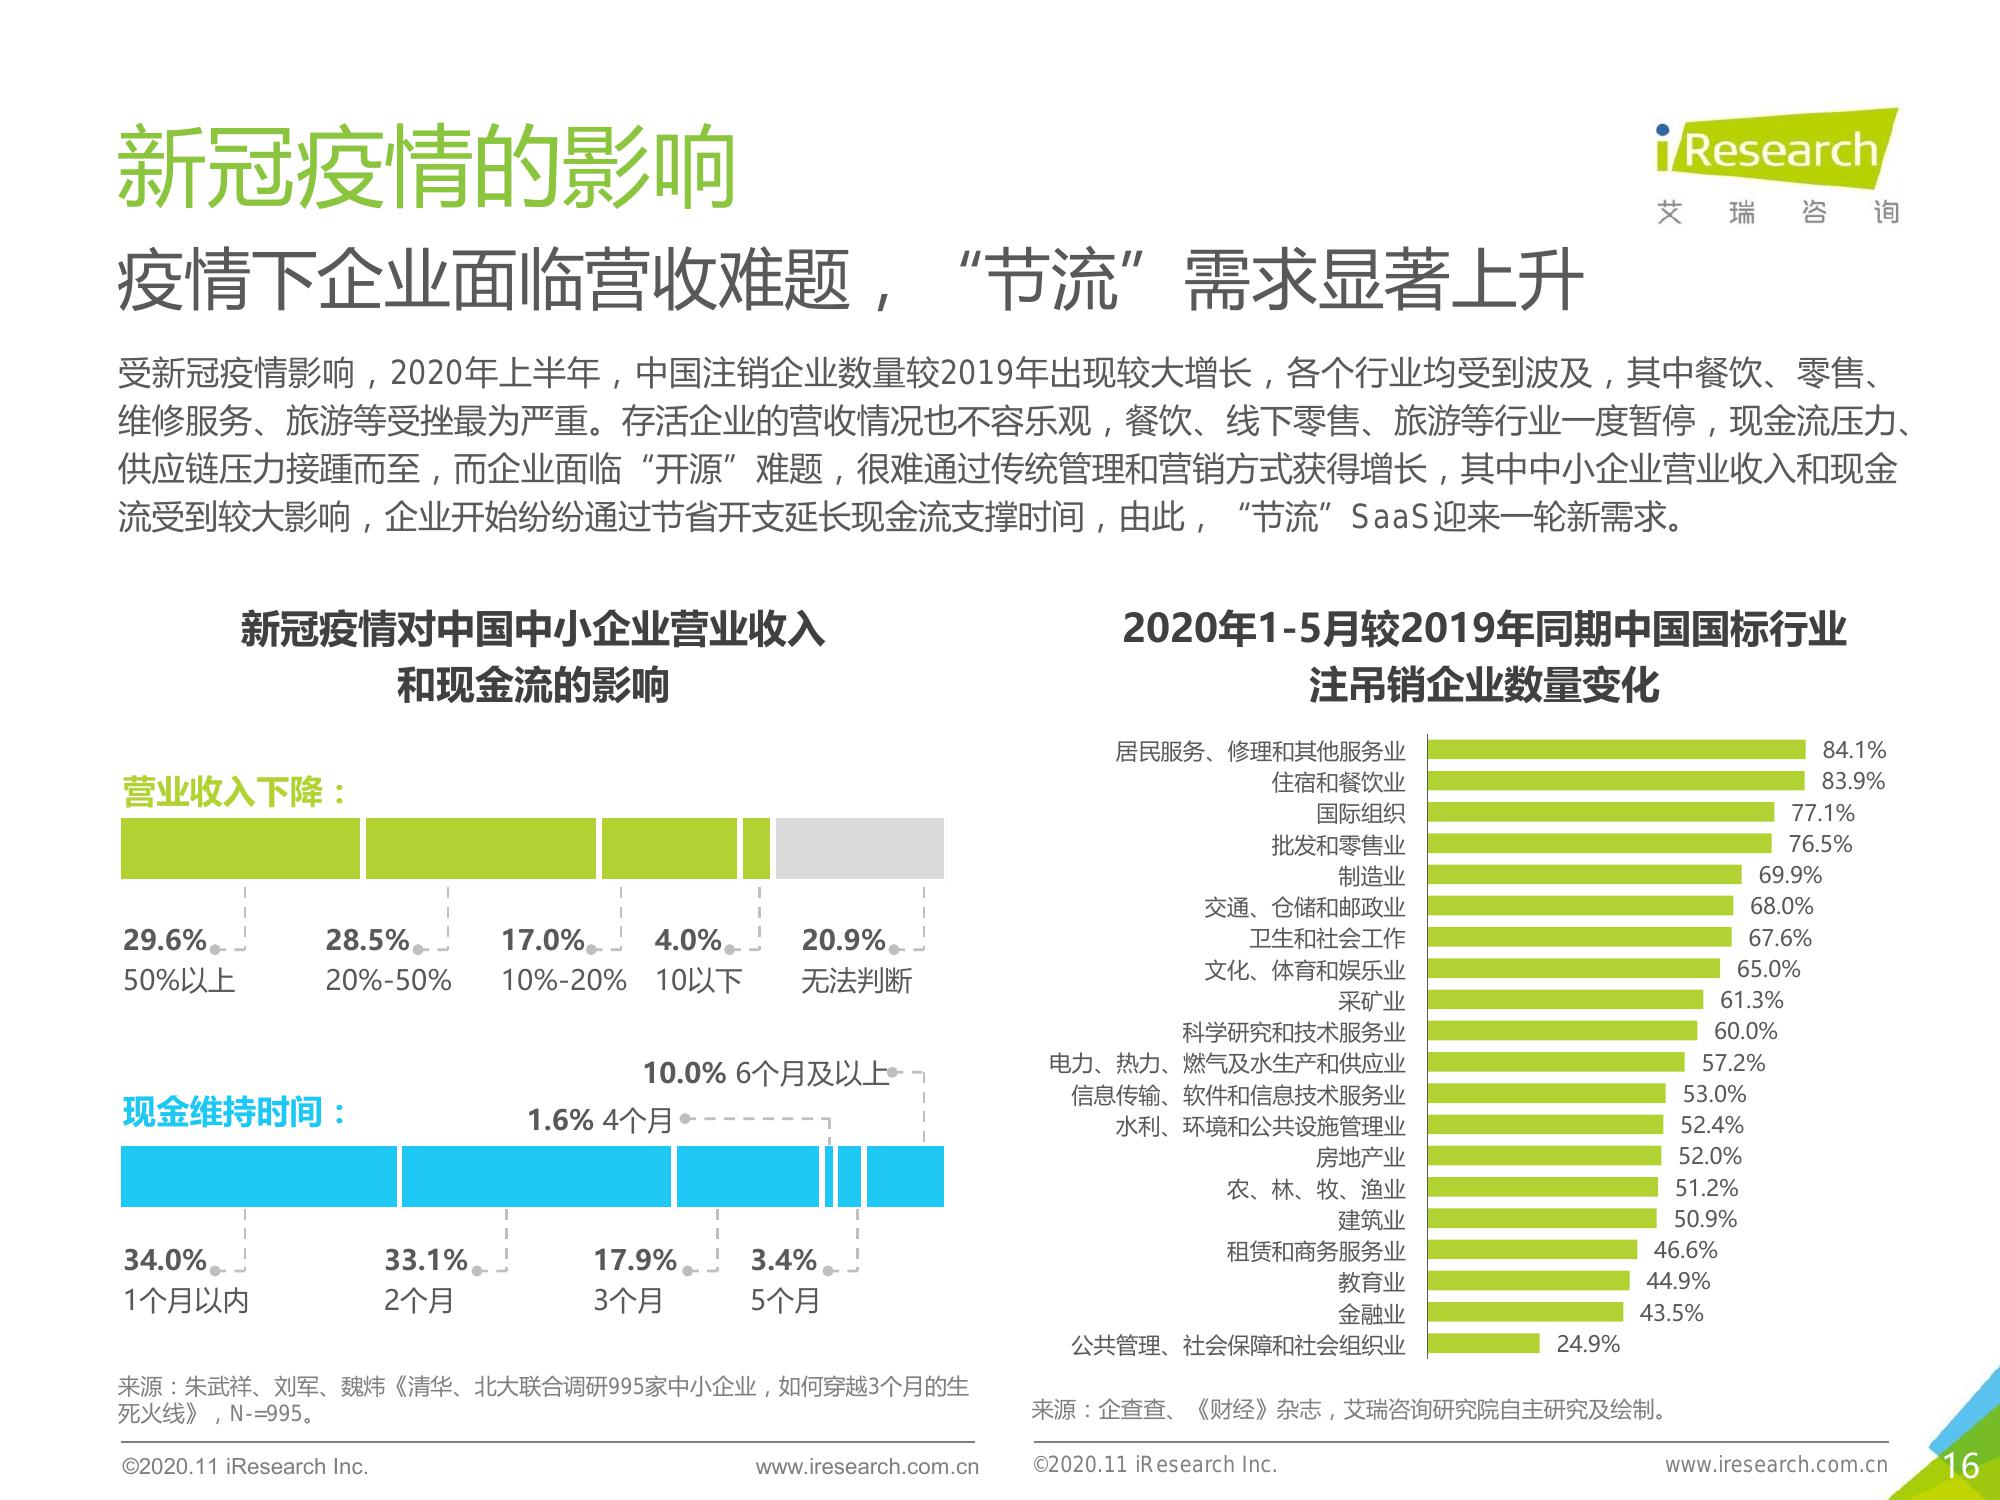 新冠疫情的影响
iResearch
艾瑞咨询
疫情下企业面临营收难题，“节流”需求显著上升
受新冠疫情影响，2020年上半年，中国注销企业数量较2019年出现较大增长，各个行业均受到波及，其中餐饮、零售、
维修服务、旅游等受挫最为严重。存活企业的营收情况也不容乐观，餐饮、线下零售、旅游等行业一度暂停，现金流压力、
供应链压力接踵而至，而企业面临“开源”难题，很难通过传统管理和营销方式获得增长，其中中小企业营业收入和现金
流受到较大影响，企业开始纷纷通过节省开支延长现金流支撑时间，由此，“节流”SaaS迎来一轮新需求。
新冠疫情对中国中小企业营业收入
和现金流的影响
营业收入下降：
29.6% 28.5% 17.0% 4.0% 20.9%
50%以上 20%-50% 10%-20% 10以下 无法判断
10.0% 6个月及以上
现金维持时间：
1.6% 4个月
34.0% 33.1% 17.9% 3.4%
1个月以内 2个月 3个月 5个月
来源：朱武祥、刘军、魏炜《清华、北大联合调研995家中小企业，如何穿越3个月的生
死火线》，N-=995。
©2020.11 iResearch Inc. www.iresearch.com.cn
2020年1-5月较2019年同期中国国标行业
注吊销企业数量变化
居民服务、修理和其他服务业 84.1%
住宿和餐饮业 83.9%
国际组织 77.1%
批发和零售业 76.5%
制造业 69.9%
交通、仓储和邮政业 68.0%
卫生和社会工作 67.6%
文化、体育和娱乐业 65.0%
采矿业 61.3%
科学研究和技术服务业 60.0%
电力、热力、燃气及水生产和供应业 57.2%
信息传输、软件和信息技术服务业 53.0%
水利、环境和公共设施管理业 52.4%
房地产业 52.0%
农、林、牧、渔业 51.2%
建筑业 50.9%
租赁和商务服务业 46.6%
教育业 44.9%
金融业 43.5%
公共管理、社会保障和社会组织业 24.9%
来源：企查查、《财经》杂志，艾瑞咨询研究院自主研究及绘制。
©2020.11 iResearch Inc. www.iresearch.com.cn
16